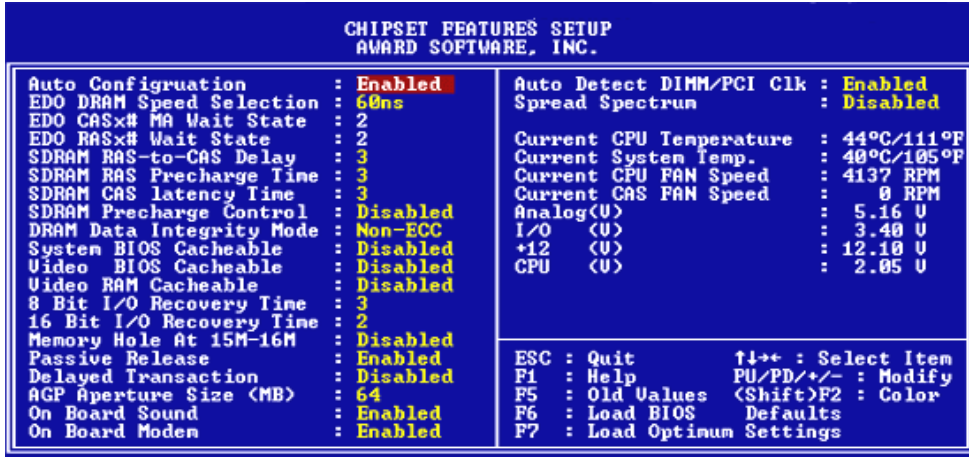 CHIPSET FEATURES SETUP
AWARD SOFTWARE, INC.
Auto Configruation : Enabled
EDO DRAM Speed Selection : 60ns
EDO CASx# MA Wait State : 2
EDO RASx# Wait State : 2
SDRAM RAS-to-CAS Delay : 3
SDRAM RAS Precharge Time : 3
SDRAM CAS latency Time : 3
SDRAM Precharge Control : Disabled
DRAM Data Integrity Mode : Non-ECC
System BIOS Cacheable : Disabled
Video BIOS Cacheable : Disabled
Video RAM Cacheable : Disabled
8 Bit I/O Recovery Time : 3
16 Bit I/O Recovery Time : 2
Memory Hole At 15M-16M : Disabled
Passive Release : Enabled
Delayed Transaction : Disabled
AGP Aperture Size (MB) : 64
On Board Sound : Enabled
On Board Modem : Enabled
Auto Detect DIMM/PCI Clk : Enabled
Spread Spectrum : Disabled
Current CPU Temperature : 44ºC/111ºF
Current System Temp. : 40ºC/105ºF
Current CPU FAN Speed : 4137 RPM
Current CAS FAN Speed : 0 RPM
Analog(V) : 5.16 V
I/O (V) : 3.40 V
+12 (V) : 12.10 V
CPU (V) : 2.05 V
ESC : Quit ↑↓→← : Select Item
F1 : Help PU/PD/+/- : Modify
F5 : Old Values (Shift)F2 : Color
F6 : Load BIOS Defaults
F7 : Load Optimum Settings